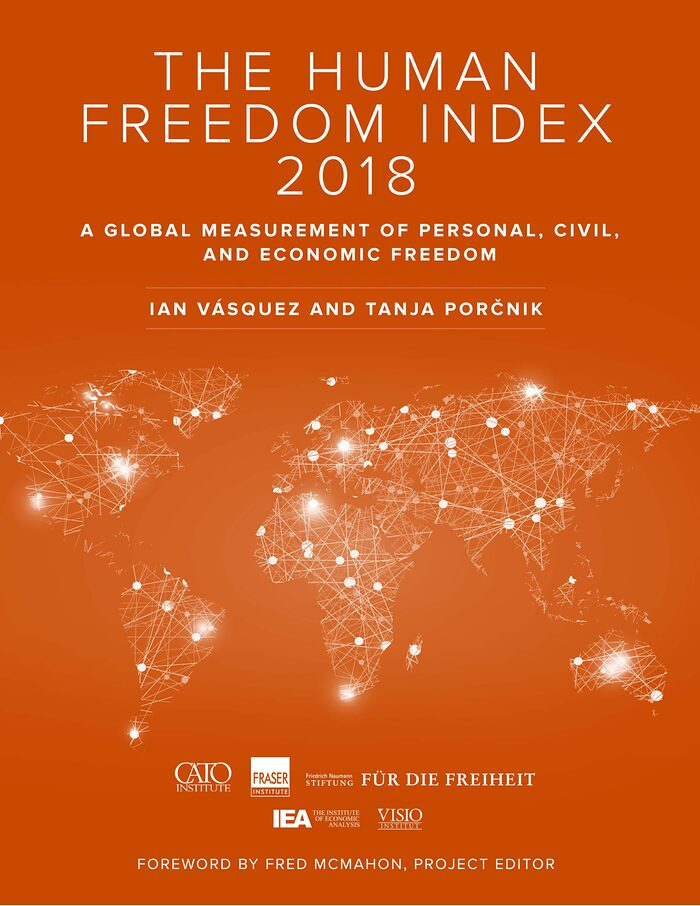 THE HUMAN
FREEDOM INDEX
2018
A GLOBAL MEASUREMENT OF PERSONAL, CIVIL,
AND ECONOMIC FREEDOM
IAN VÁSQUEZ AND TANJA PORČNIK
CATO
INSTITUTE
FRASER
INSTITUTE
Friedrich Naumann
STIFTUNG FÜR DIE FREIHEIT
IEA THE INSTITUTE
OF ECONOMIC
ANALYSIS
VISIO
INSTITUT
FOREWORD BY FRED MCMAHON, PROJECT EDITOR